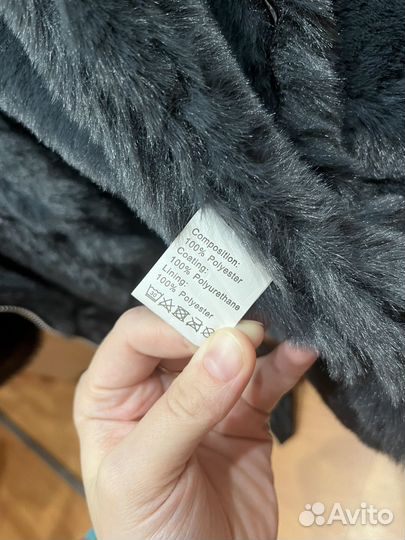 Composition:
100% Polyester
Coating:
100% Polyurethane
Lining:
100% Polyester
Avito